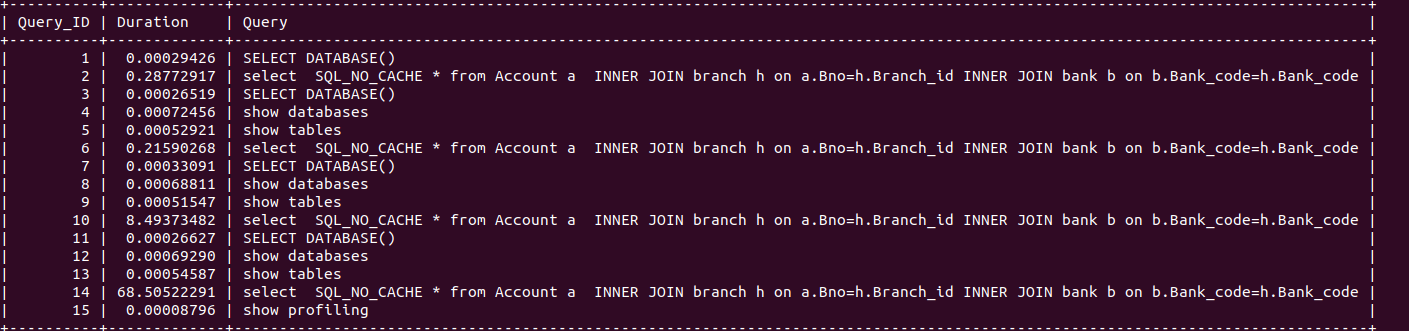 +----------+-------------+------------------------------------------------------------------------------------------------------------------------------+
| Query_ID | Duration    | Query                                                                                                                        |
+----------+-------------+------------------------------------------------------------------------------------------------------------------------------+
|        1 |  0.00029426 | SELECT DATABASE()                                                                                                            |
|        2 |  0.28772917 | select  SQL_NO_CACHE * from Account a  INNER JOIN branch h on a.Bno=h.Branch_id INNER JOIN bank b on b.Bank_code=h.Bank_code |
|        3 |  0.00026519 | SELECT DATABASE()                                                                                                            |
|        4 |  0.00072456 | show databases                                                                                                               |
|        5 |  0.00052921 | show tables                                                                                                                  |
|        6 |  0.21590268 | select  SQL_NO_CACHE * from Account a  INNER JOIN branch h on a.Bno=h.Branch_id INNER JOIN bank b on b.Bank_code=h.Bank_code |
|        7 |  0.00033091 | SELECT DATABASE()                                                                                                            |
|        8 |  0.00068811 | show databases                                                                                                               |
|        9 |  0.00051547 | show tables                                                                                                                  |
|       10 |  8.49373482 | select  SQL_NO_CACHE * from Account a  INNER JOIN branch h on a.Bno=h.Branch_id INNER JOIN bank b on b.Bank_code=h.Bank_code |
|       11 |  0.00026627 | SELECT DATABASE()                                                                                                            |
|       12 |  0.00069290 | show databases                                                                                                               |
|       13 |  0.00054587 | show tables                                                                                                                  |
|       14 | 68.50522291 | select  SQL_NO_CACHE * from Account a  INNER JOIN branch h on a.Bno=h.Branch_id INNER JOIN bank b on b.Bank_code=h.Bank_code |
|       15 |  0.00008796 | show profiling                                                                                                               |
+----------+-------------+------------------------------------------------------------------------------------------------------------------------------+